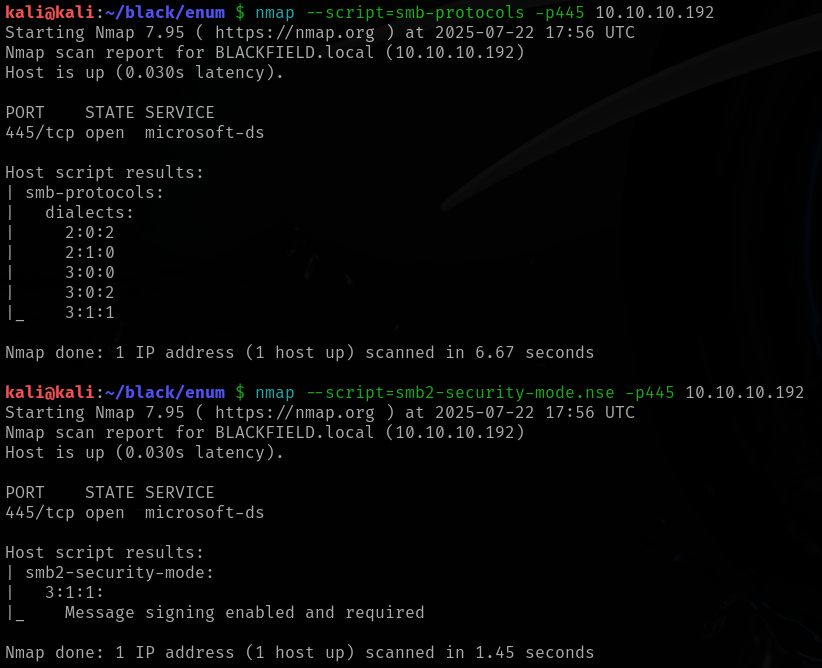 kali@kali:~/black/enum $ nmap --script=smb-protocols -p445 10.10.10.192
Starting Nmap 7.95 ( https://nmap.org ) at 2025-07-22 17:56 UTC
Nmap scan report for BLACKFIELD.local (10.10.10.192)
Host is up (0.030s latency).

PORT    STATE SERVICE
445/tcp open  microsoft-ds

Host script results:
| smb-protocols:
|   dialects:
|     2:0:2
|     2:1:0
|     3:0:0
|     3:0:2
|_    3:1:1

Nmap done: 1 IP address (1 host up) scanned in 6.67 seconds

kali@kali:~/black/enum $ nmap --script=smb2-security-mode.nse -p445 10.10.10.192
Starting Nmap 7.95 ( https://nmap.org ) at 2025-07-22 17:56 UTC
Nmap scan report for BLACKFIELD.local (10.10.10.192)
Host is up (0.030s latency).

PORT    STATE SERVICE
445/tcp open  microsoft-ds

Host script results:
| smb2-security-mode:
|   3:1:1:
|_    Message signing enabled and required

Nmap done: 1 IP address (1 host up) scanned in 1.45 seconds